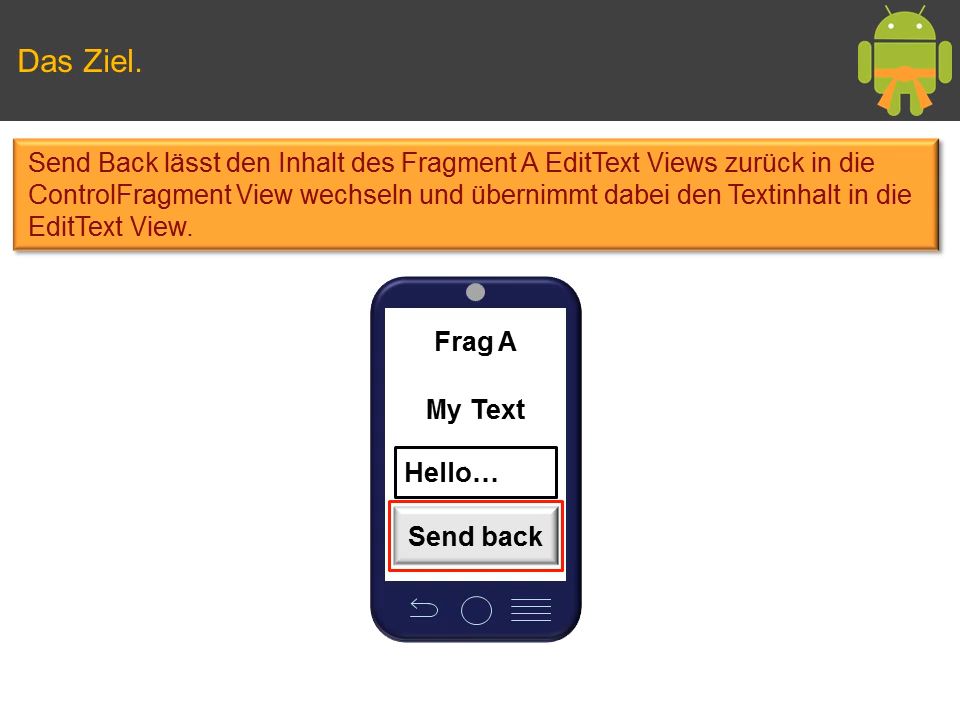 Das Ziel.
Send Back lässt den Inhalt des Fragment A EditText Views zurück in die
ControlFragment View wechseln und übernimmt dabei den Textinhalt in die
EditText View.
Frag A
My Text
Hello…
Send back